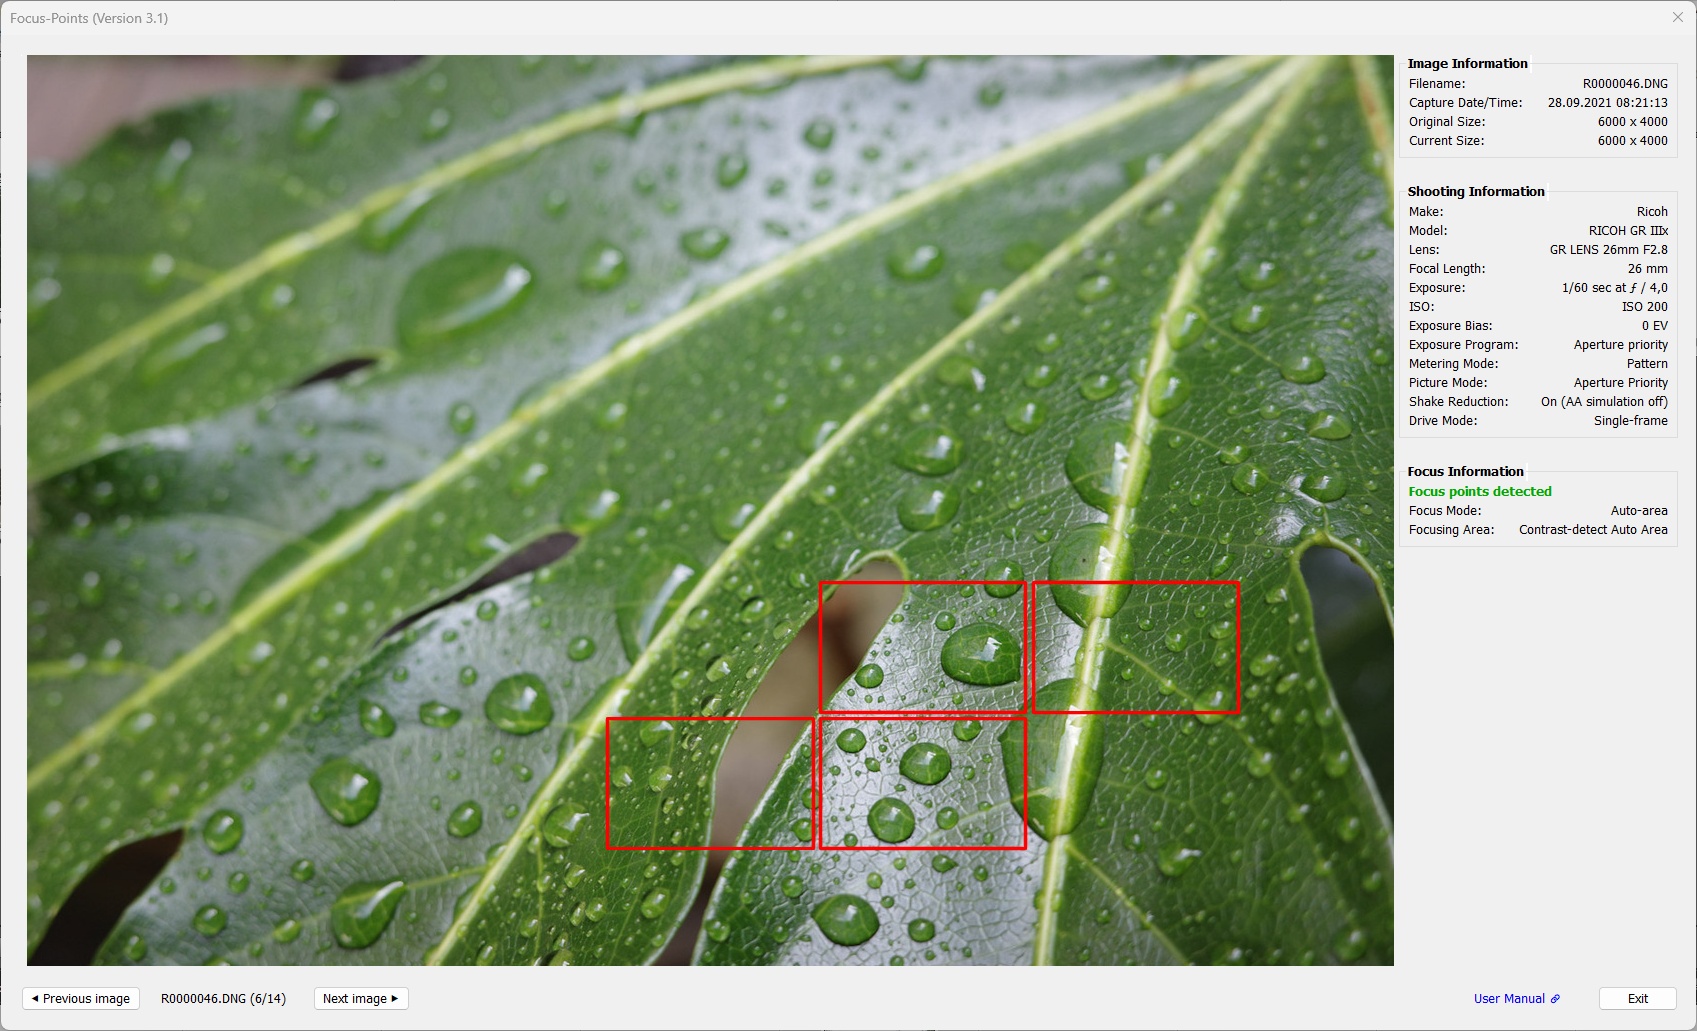 Focus-Points (Version 3.1)
Image Information
Filename: R0000046.DNG
Capture Date/Time: 28.09.2021 08:21:13
Original Size: 6000 x 4000
Current Size: 6000 x 4000
Shooting Information
Make: Ricoh
Model: RICOH GR IIIx
Lens: GR LENS 26mm F2.8
Focal Length: 26 mm
Exposure: 1/60 sec at ƒ / 4,0
ISO: ISO 200
Exposure Bias: 0 EV
Exposure Program: Aperture priority
Metering Mode: Pattern
Picture Mode: Aperture Priority
Shake Reduction: On (AA simulation off)
Drive Mode: Single-frame
Focus Information
Focus points detected
Focus Mode: Auto-area
Focusing Area: Contrast-detect Auto Area
Previous image R0000046.DNG (6/14) Next image User Manual Exit